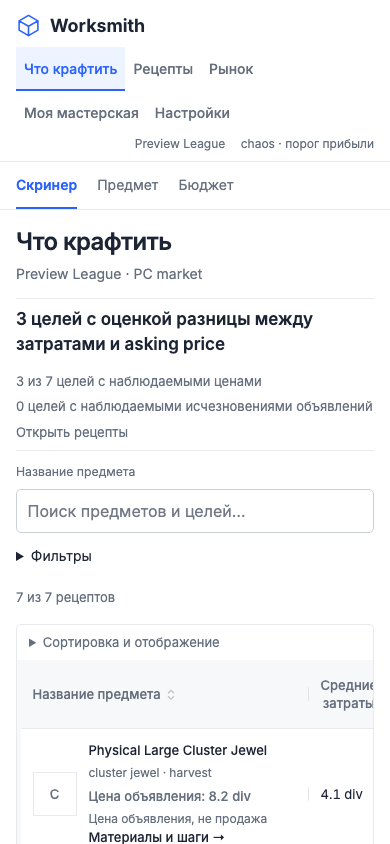 Worksmith
Что крафтить Рецепты Рынок
Моя мастерская Настройки
Preview League chaos · порог прибыли
Скринер Предмет Бюджет
Что крафтить
Preview League · PC market
3 целей с оценкой разницы между
затратами и asking price
3 из 7 целей с наблюдаемыми ценами
0 целей с наблюдаемыми исчезновениями объявлений
Открыть рецепты
Название предмета
Поиск предметов и целей...
Фильтры
7 из 7 рецептов
Сортировка и отображение
Название предмета
Средние
затраты
Physical Large Cluster Jewel
cluster jewel · harvest
C
Цена объявления: 8.2 div
4.1 div
Цена объявления, не продажа
Материалы и шаги →